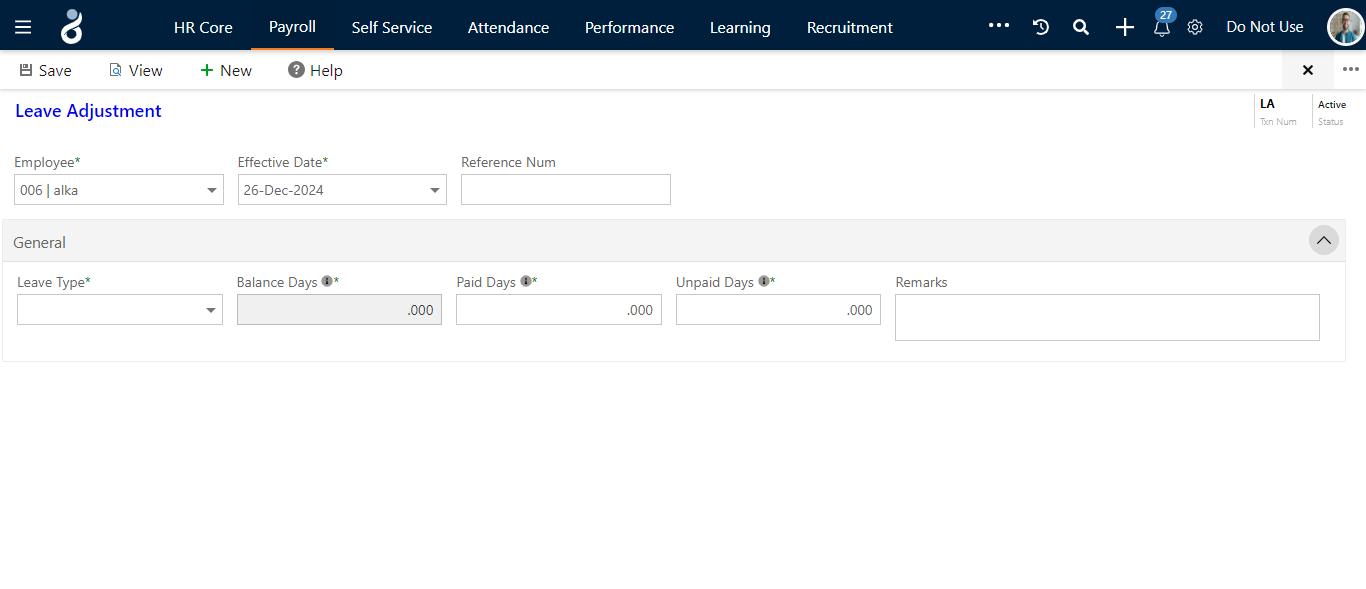 HR Core Payroll Self Service Attendance Performance Learning Recruitment 27 Do Not Use
Save View + New ? Help
Leave Adjustment
LA Active
Txn Num Status
Employee* Effective Date* Reference Num
006 | alka 26-Dec-2024
General
Leave Type* Balance Days * Paid Days * Unpaid Days * Remarks
.000 .000 .000